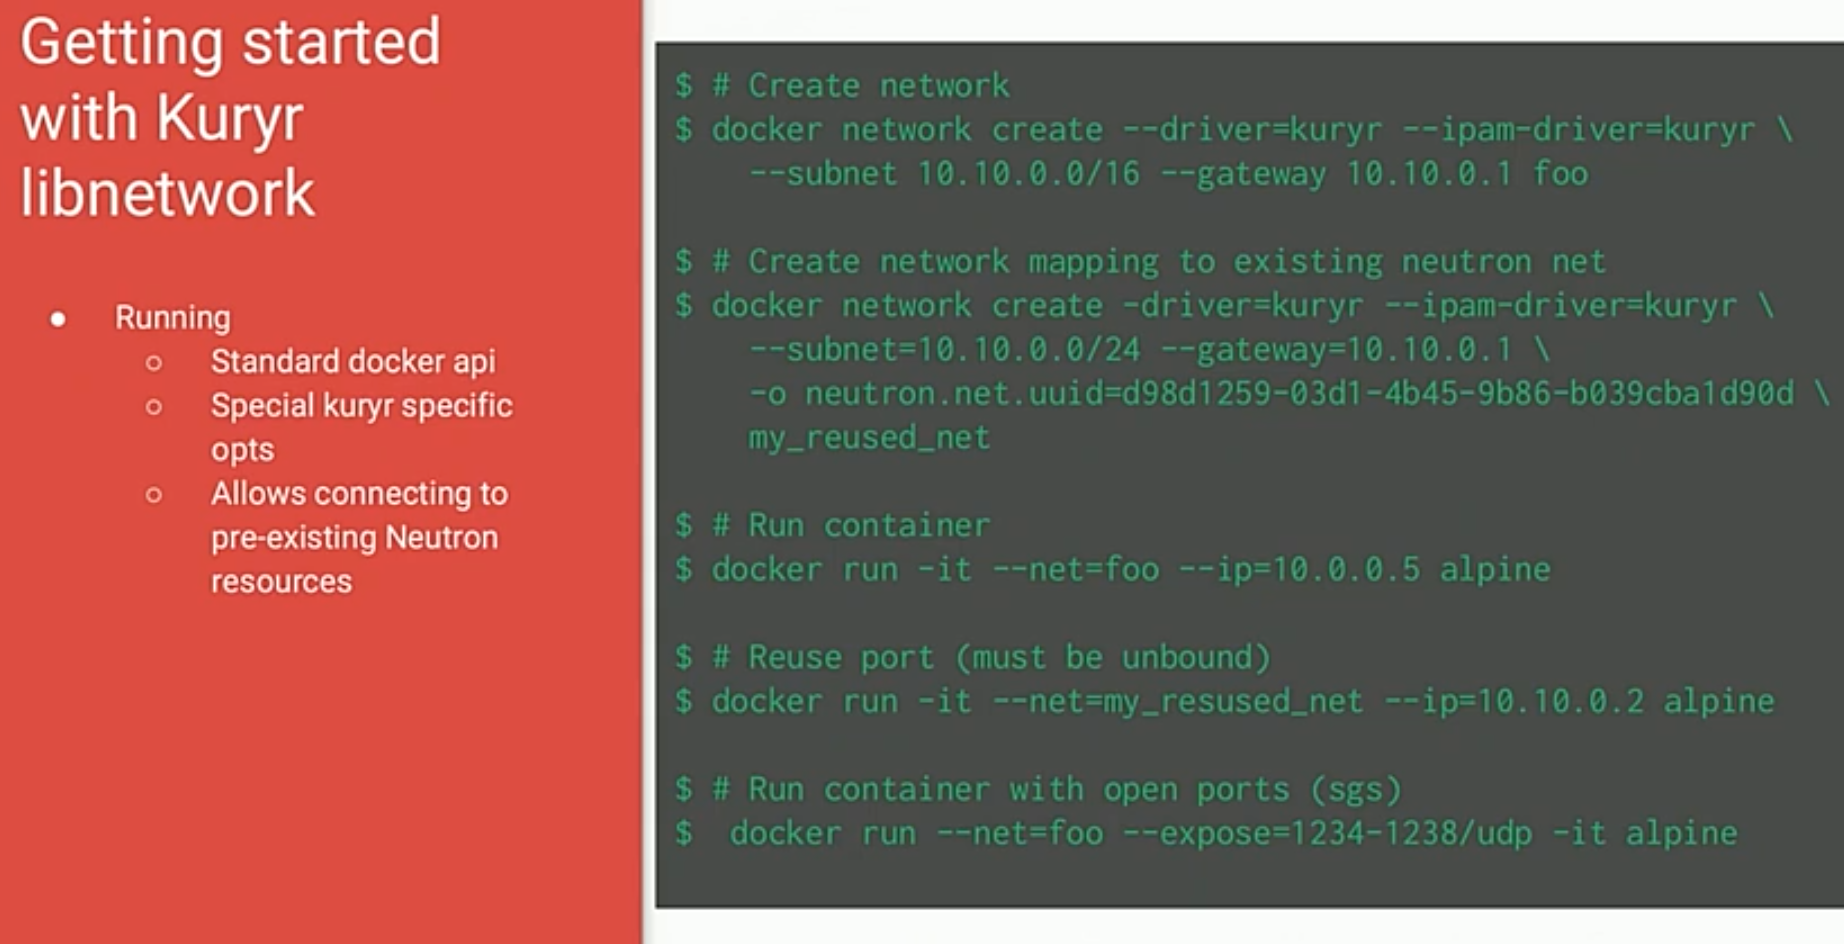 Getting started
with Kuryr
libnetwork
● Running
○ Standard docker api
○ Special kuryr specific
opts
○ Allows connecting to
pre-existing Neutron
resources
$ # Create network
$ docker network create --driver=kuryr --ipam-driver=kuryr \
--subnet 10.10.0.0/16 --gateway 10.10.0.1 foo
$ # Create network mapping to existing neutron net
$ docker network create -driver=kuryr --ipam-driver=kuryr \
--subnet=10.10.0.0/24 --gateway=10.10.0.1 \
-o neutron.net.uuid=d98d1259-03d1-4b45-9b86-b039cba1d90d \
my_reused_net
$ # Run container
$ docker run -it --net=foo --ip=10.0.0.5 alpine
$ # Reuse port (must be unbound)
$ docker run -it --net=my_resused_net --ip=10.10.0.2 alpine
$ # Run container with open ports (sgs)
$  docker run --net=foo --expose=1234-1238/udp -it alpine